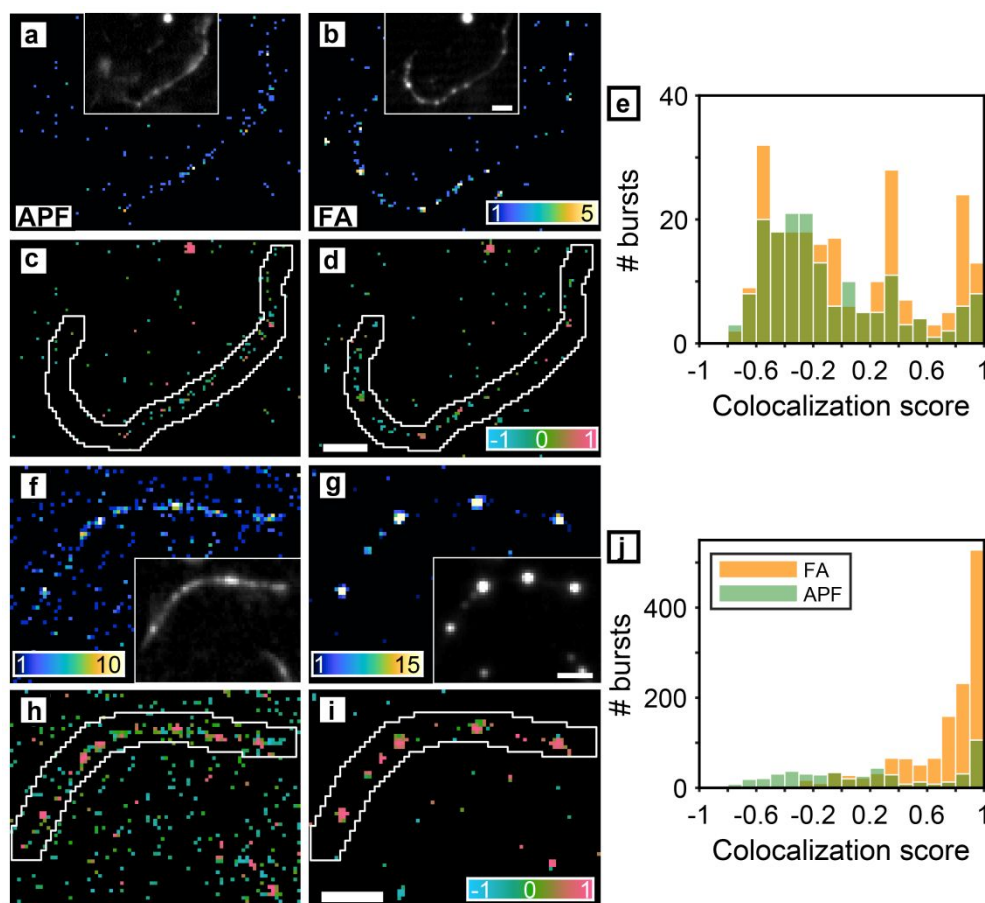 a
b
APF
FA
1 5
c
d
-1 0 1
e
40
20
0
# bursts
-1 -0.6 -0.2 0.2 0.6 1
Colocalization score
f
g
1 10
1 15
h
i
-1 0 1
j
FA
APF
400
200
0
# bursts
-1 -0.6 -0.2 0.2 0.6 1
Colocalization score